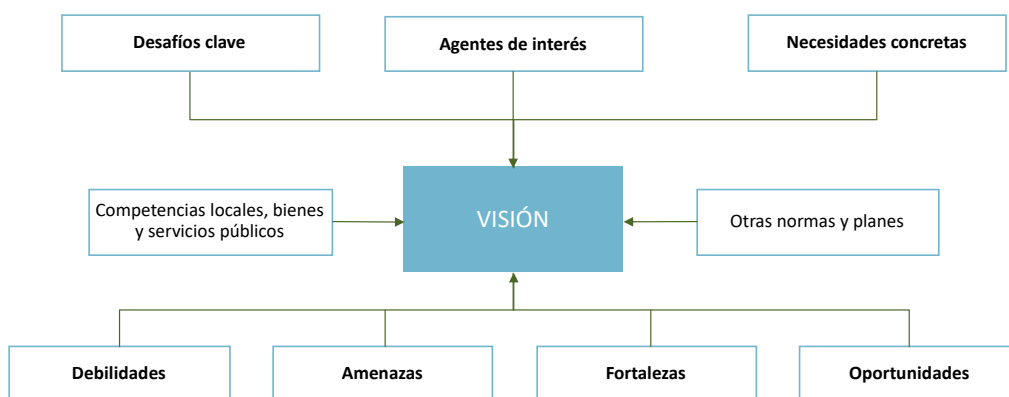 Desafíos clave
Agentes de interés
Necesidades concretas
Competencias locales, bienes
y servicios públicos
VISIÓN
Otras normas y planes
Debilidades
Amenazas
Fortalezas
Oportunidades